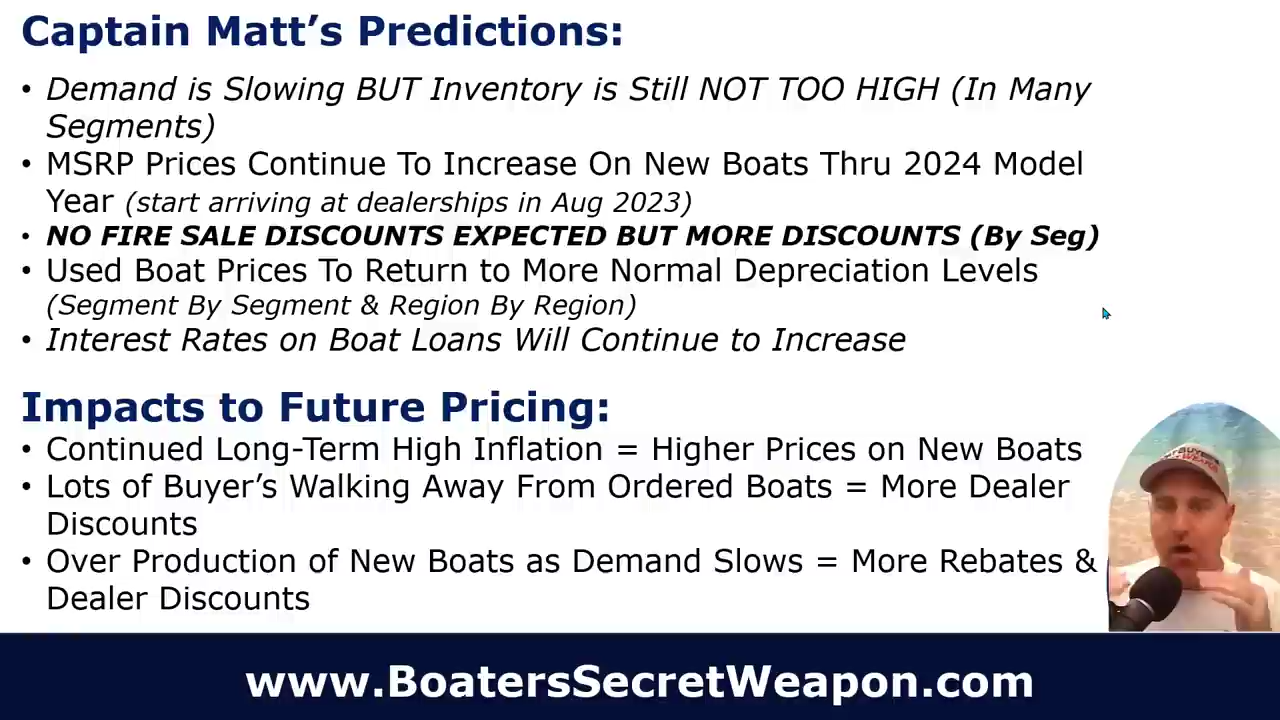 Captain Matt's Predictions:
• Demand is Slowing BUT Inventory is Still NOT TOO HIGH (In Many
Segments)
• MSRP Prices Continue To Increase On New Boats Thru 2024 Model
Year (start arriving at dealerships in Aug 2023)
• NO FIRE SALE DISCOUNTS EXPECTED BUT MORE DISCOUNTS (By Seg)
• Used Boat Prices To Return to More Normal Depreciation Levels
(Segment By Segment & Region By Region)
• Interest Rates on Boat Loans Will Continue to Increase
Impacts to Future Pricing:
• Continued Long-Term High Inflation = Higher Prices on New Boats
• Lots of Buyer's Walking Away From Ordered Boats = More Dealer
Discounts
• Over Production of New Boats as Demand Slows = More Rebates &
Dealer Discounts
www.BoatersSecretWeapon.com